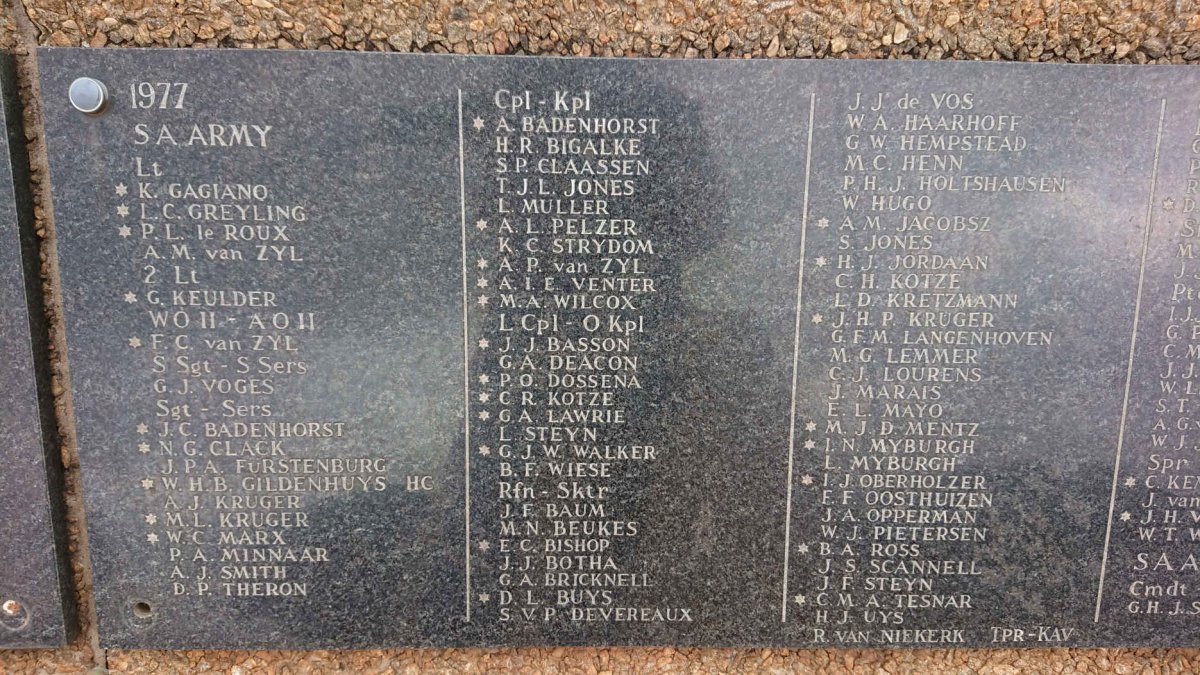 1977
SA ARMY
Lt
* K. GAGIANO
* L.C. GREYLING
* P.L. le ROUX
A.M. van ZYL
2 Lt
* G. KEULDER
WO II - AO II
* F.C. van ZYL
S Sgt - S Sers
G.J. VOGES
Sgt - Sers
* J.C. BADENHORST
* N.G. CLACK
J.P.A. FÜRSTENBURG
* W.H.B. GILDENHUYS HC
A.J. KRUGER
* M.L. KRUGER
* W.C. MARX
P.A. MINNAAR
A.J. SMITH
D.P. THERON
Cpl - Kpl
* A. BADENHORST
H.R. BIGALKE
S.P. CLAASSEN
T.J.L. JONES
L MULLER
* A.L. PELZER
K.C. STRYDOM
* A.P. van ZYL
* A.I.E. VENTER
* M.A. WILCOX
L Cpl - O Kpl
* J.J. BASSON
G.A. DEACON
* P.O. DOSSENA
* C.R. KOTZE
* G.A. LAWRIE
L STEYN
* G.J.W. WALKER
B.F. WIESE
Rfn - Sktr
J.F. BAUM
M.N. BEUKES
* E.C. BISHOP
J.J. BOTHA
G.A. BRICKNELL
* D.L. BUYS
S.V.P. DEVEREAUX
J.J. de VOS
W.A. HAARHOFF
G.W. HEMPSTEAD
M.C. HENN
P.H.J. HOLTSHAUSEN
W. HUGO
* A.M. JACOBSZ
S. JONES
* H.J. JORDAAN
C.H. KOTZE
L.D. KRETZMANN
* J.H.P. KRUGER
G.F.M. LANGENHOVEN
M.G. LEMMER
C.J. LOURENS
J. MARAIS
E.L. MAYO
* M.J.D. MENTZ
* I.N. MYBURGH
L. MYBURGH
* I.J. OBERHOLZER
F.F. OOSTHUIZEN
J.A. OPPERMAN
W.J. PIETERSEN
* B.A. ROSS
J.S. SCANNELL
J.F. STEYN
* C.M.A. TESNAR
H.J. UYS
R. VAN NIEKERK TPR-KAV
Spr
J. van
* J.H.
W.T.
Cmdt
G.H.J.